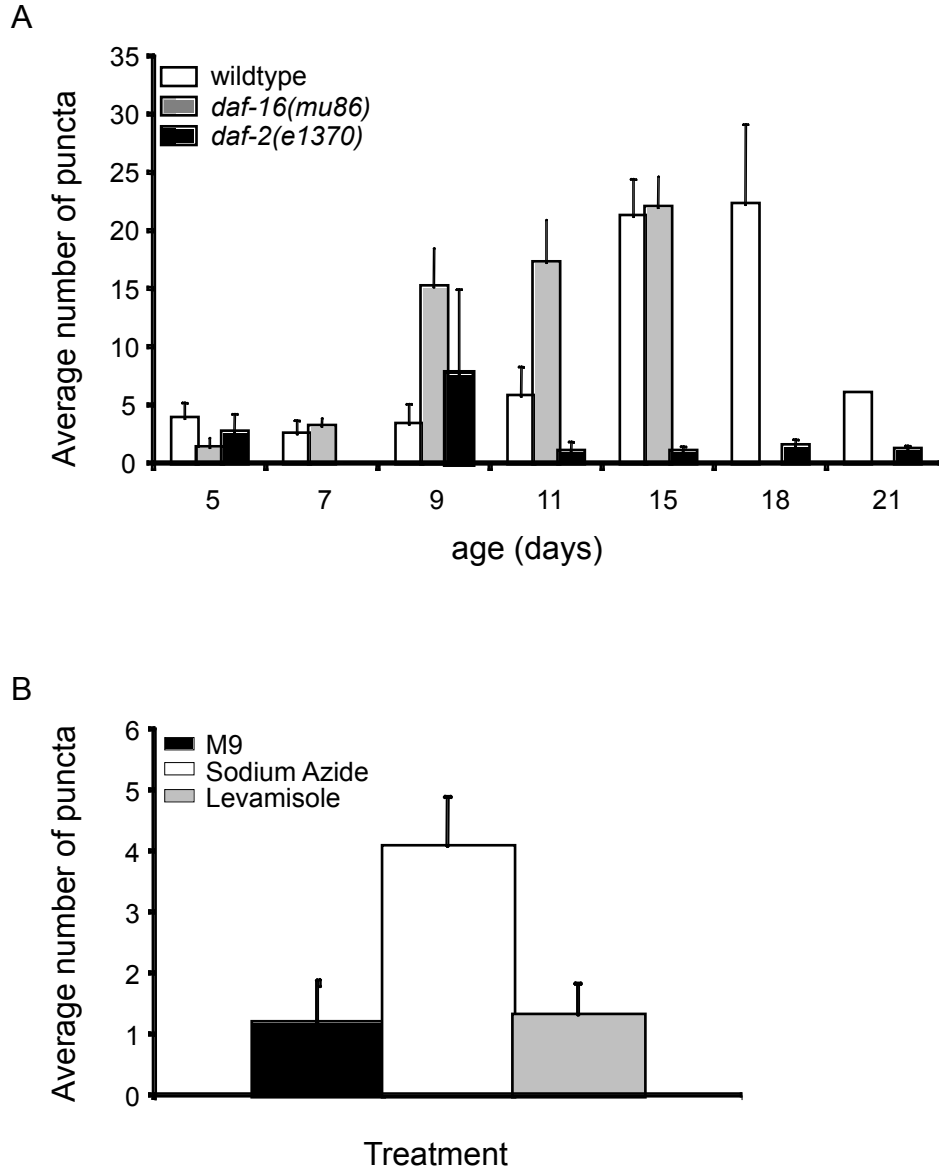 A
Average number of puncta
35
30
25
20
15
10
5
0
wildtype
daf-16(mu86)
daf-2(e1370)
5 7 9 11 15 18 21
age (days)
B
Average number of puncta
6
5
4
3
2
1
0
M9
Sodium Azide
Levamisole
Treatment